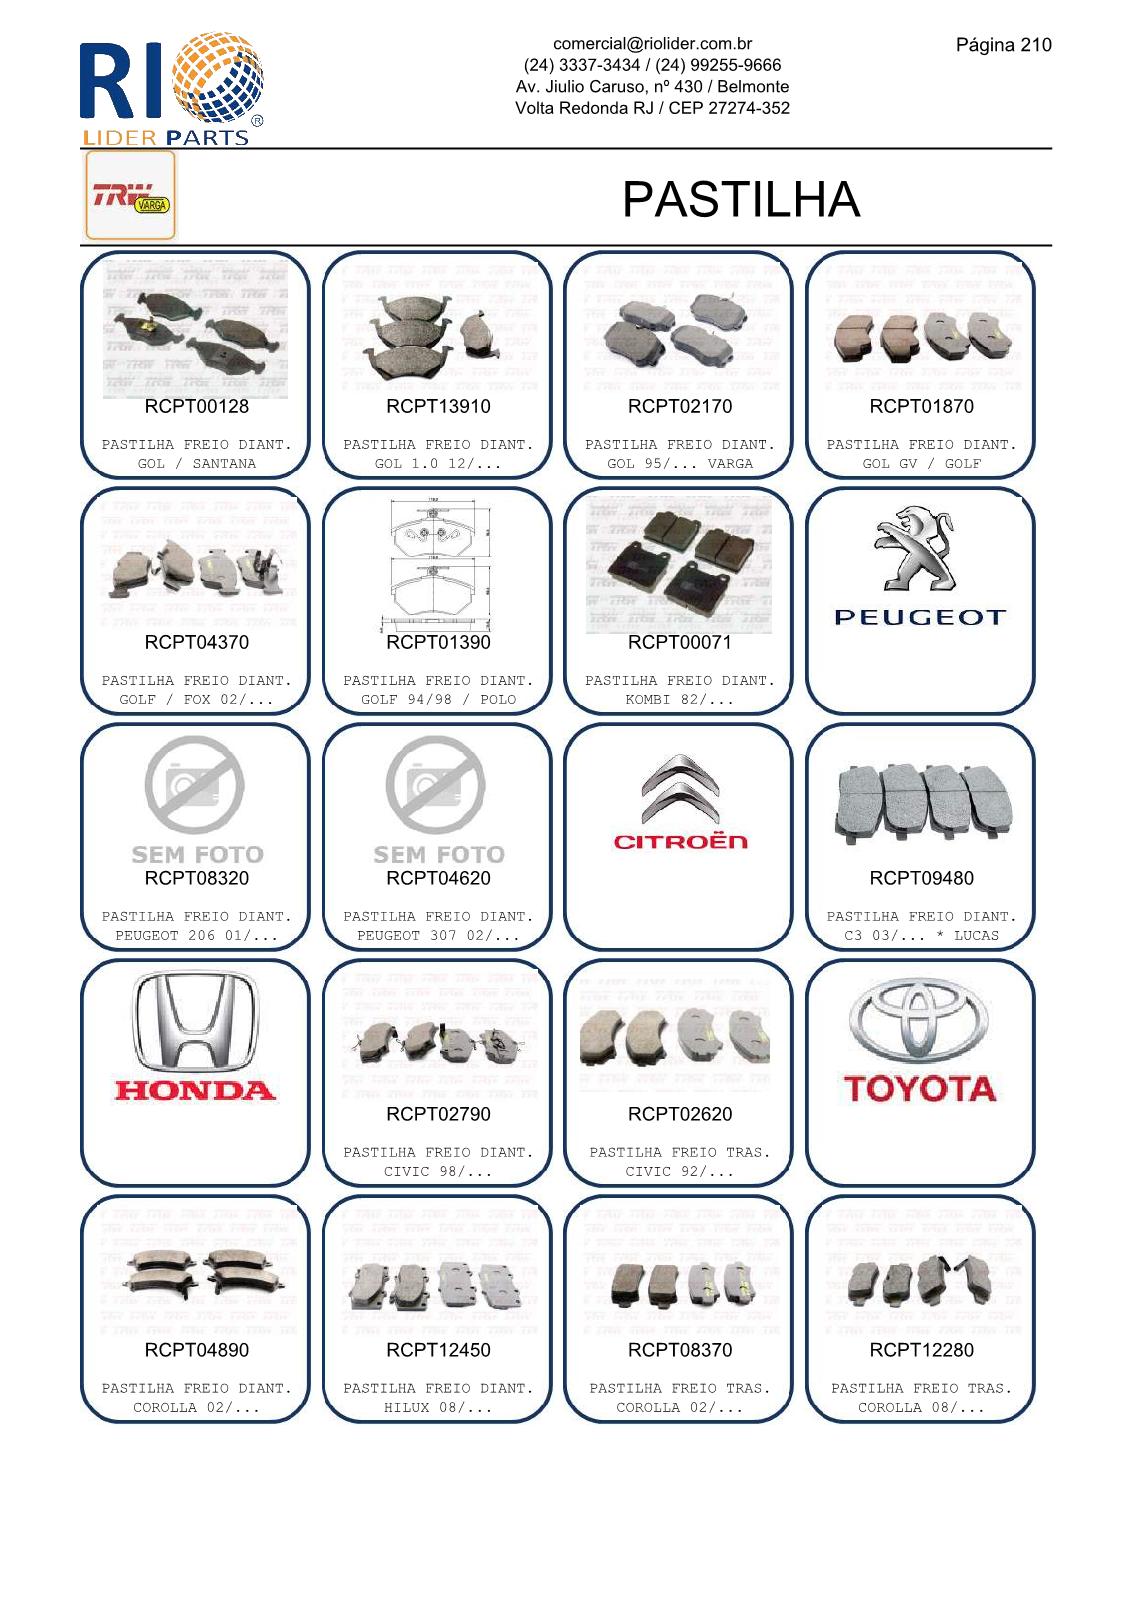 RIO
LIDER PARTS
®
comercial@riolider.com.br
(24) 3337-3434 / (24) 99255-9666
Av. Jiulio Caruso, nº 430 / Belmonte
Volta Redonda RJ / CEP 27274-352
Página 210
TRW
VARGA
PASTILHA
RCPT00128
PASTILHA FREIO DIANT.
GOL / SANTANA
RCPT13910
PASTILHA FREIO DIANT.
GOL 1.0 12/...
RCPT02170
PASTILHA FREIO DIANT.
GOL 95/... VARGA
RCPT01870
PASTILHA FREIO DIANT.
GOL GV / GOLF
RCPT04370
PASTILHA FREIO DIANT.
GOLF / FOX 02/...
RCPT01390
PASTILHA FREIO DIANT.
GOLF 94/98 / POLO
RCPT00071
PASTILHA FREIO DIANT.
KOMBI 82/...
PEUGEOT
SEM FOTO
RCPT08320
PASTILHA FREIO DIANT.
PEUGEOT 206 01/...
SEM FOTO
RCPT04620
PASTILHA FREIO DIANT.
PEUGEOT 307 02/...
CITROËN
RCPT09480
PASTILHA FREIO DIANT.
C3 03/... * LUCAS
HONDA
RCPT02790
PASTILHA FREIO DIANT.
CIVIC 98/...
RCPT02620
PASTILHA FREIO TRAS.
CIVIC 92/...
TOYOTA
RCPT04890
PASTILHA FREIO DIANT.
COROLLA 02/...
RCPT12450
PASTILHA FREIO DIANT.
HILUX 08/...
RCPT08370
PASTILHA FREIO TRAS.
COROLLA 02/...
RCPT12280
PASTILHA FREIO TRAS.
COROLLA 08/...